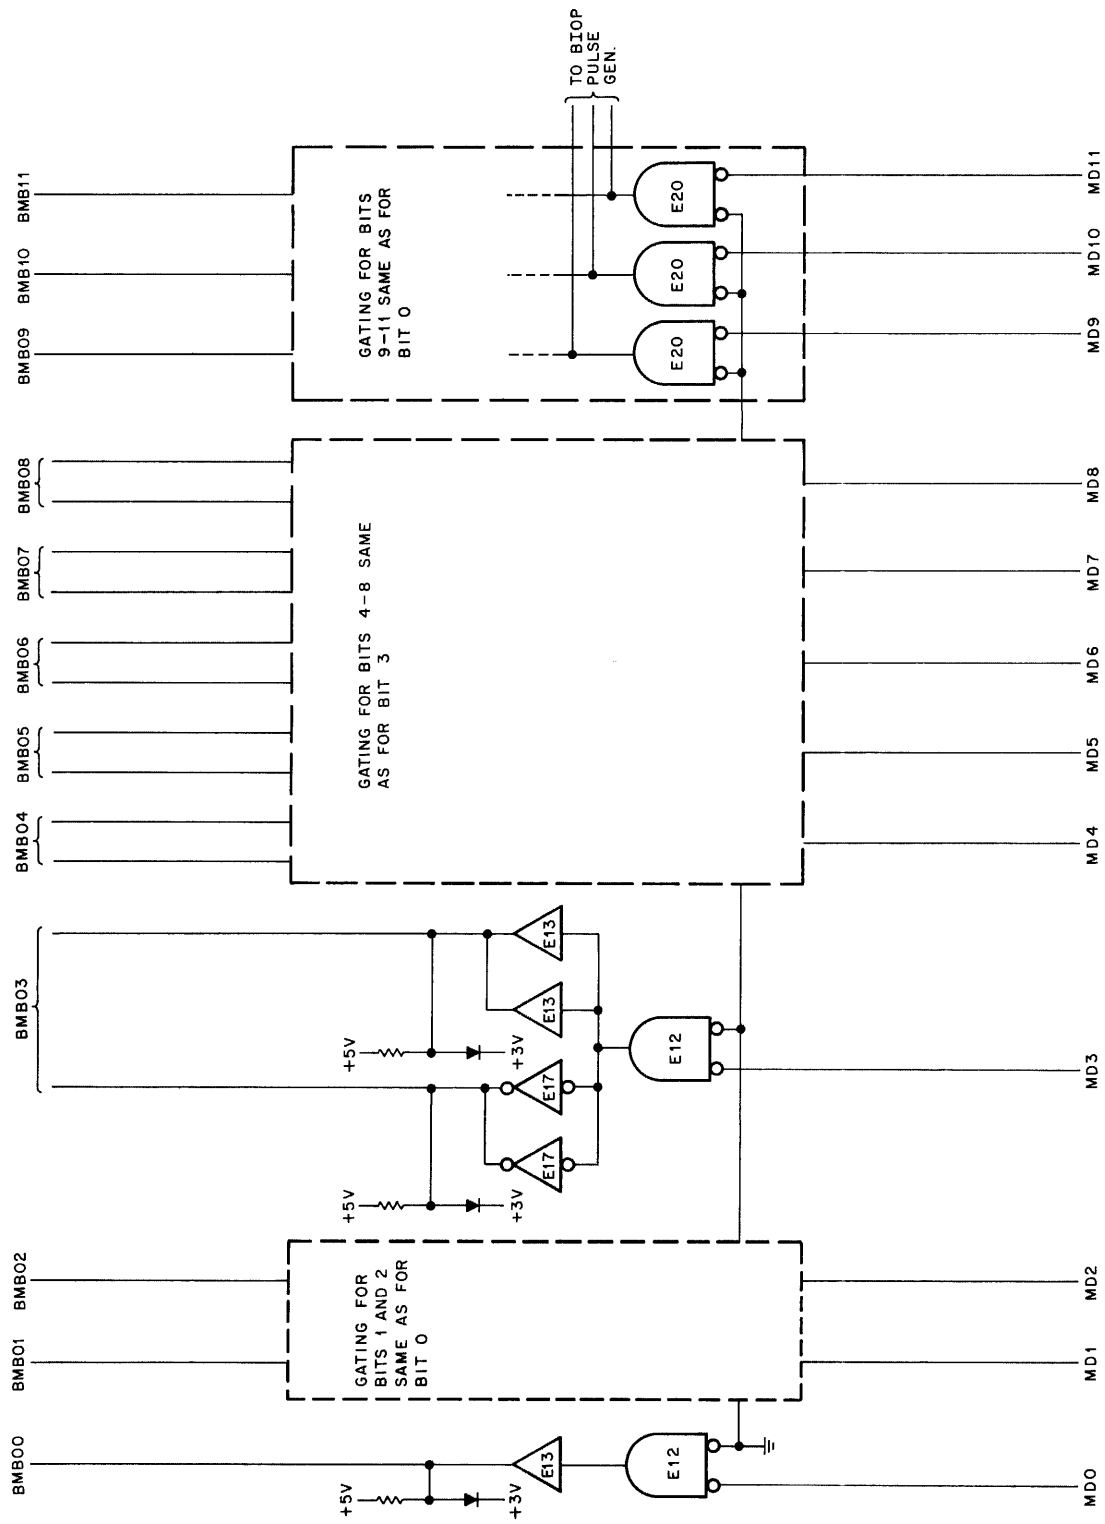 BMB00
BMB01
BMB02
BMB03
BMB04
BMB05
BMB06
BMB07
BMB08
BMB09
BMB10
BMB11
TO BIOP
PULSE
GEN.
+5V
+3V
E13
E12
GATING FOR
BITS 1 AND 2
SAME AS FOR
BIT 0
+5V
+3V
+5V
+3V
E17
E17
E13
E13
E12
GATING FOR BITS 4-8 SAME
AS FOR BIT 3
GATING FOR BITS
9-11 SAME AS FOR
BIT 0
E20
E20
E20
MD0
MD1
MD2
MD3
MD4
MD5
MD6
MD7
MD8
MD9
MD10
MD11